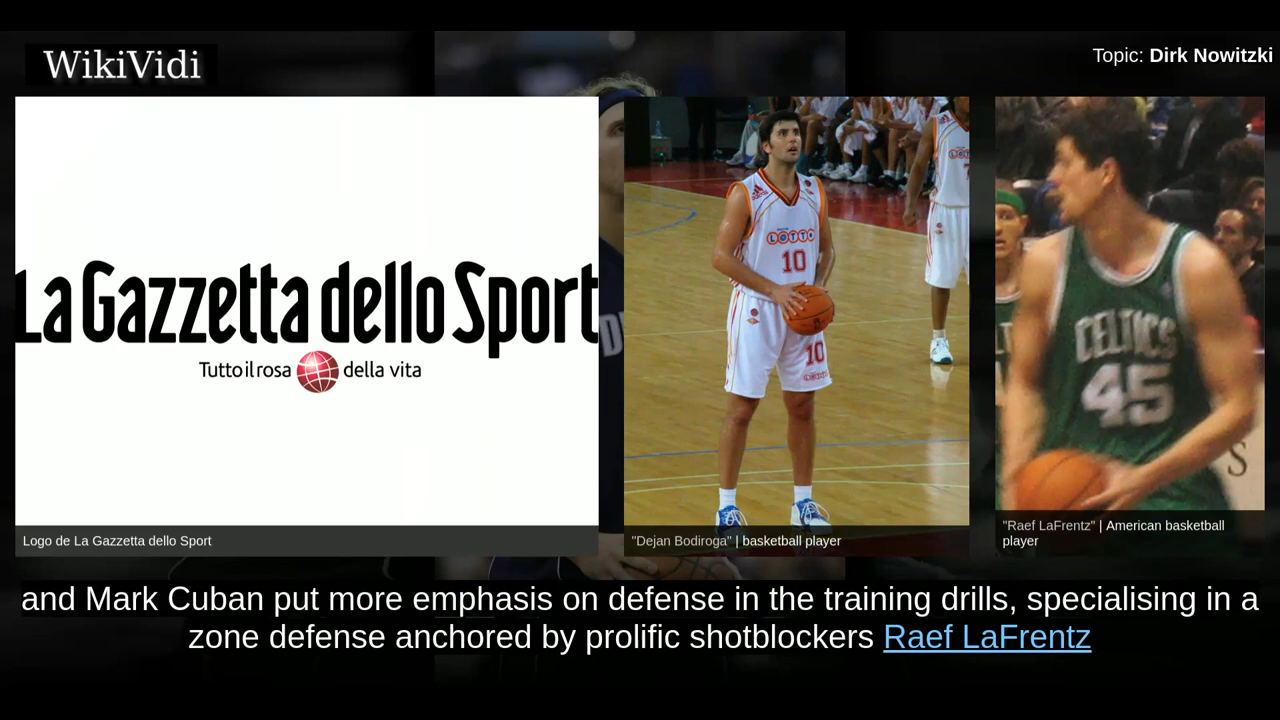 WikiVidi
Topic: Dirk Nowitzki
La Gazzetta dello Sport
Tutto il rosa della vita
Logo de La Gazzetta dello Sport
LOTTO
10
10
"Dejan Bodiroga" | basketball player
CELTICS
45
"Raef LaFrentz" | American basketball
player
and Mark Cuban put more emphasis on defense in the training drills, specialising in a
zone defense anchored by prolific shotblockers Raef LaFrentz